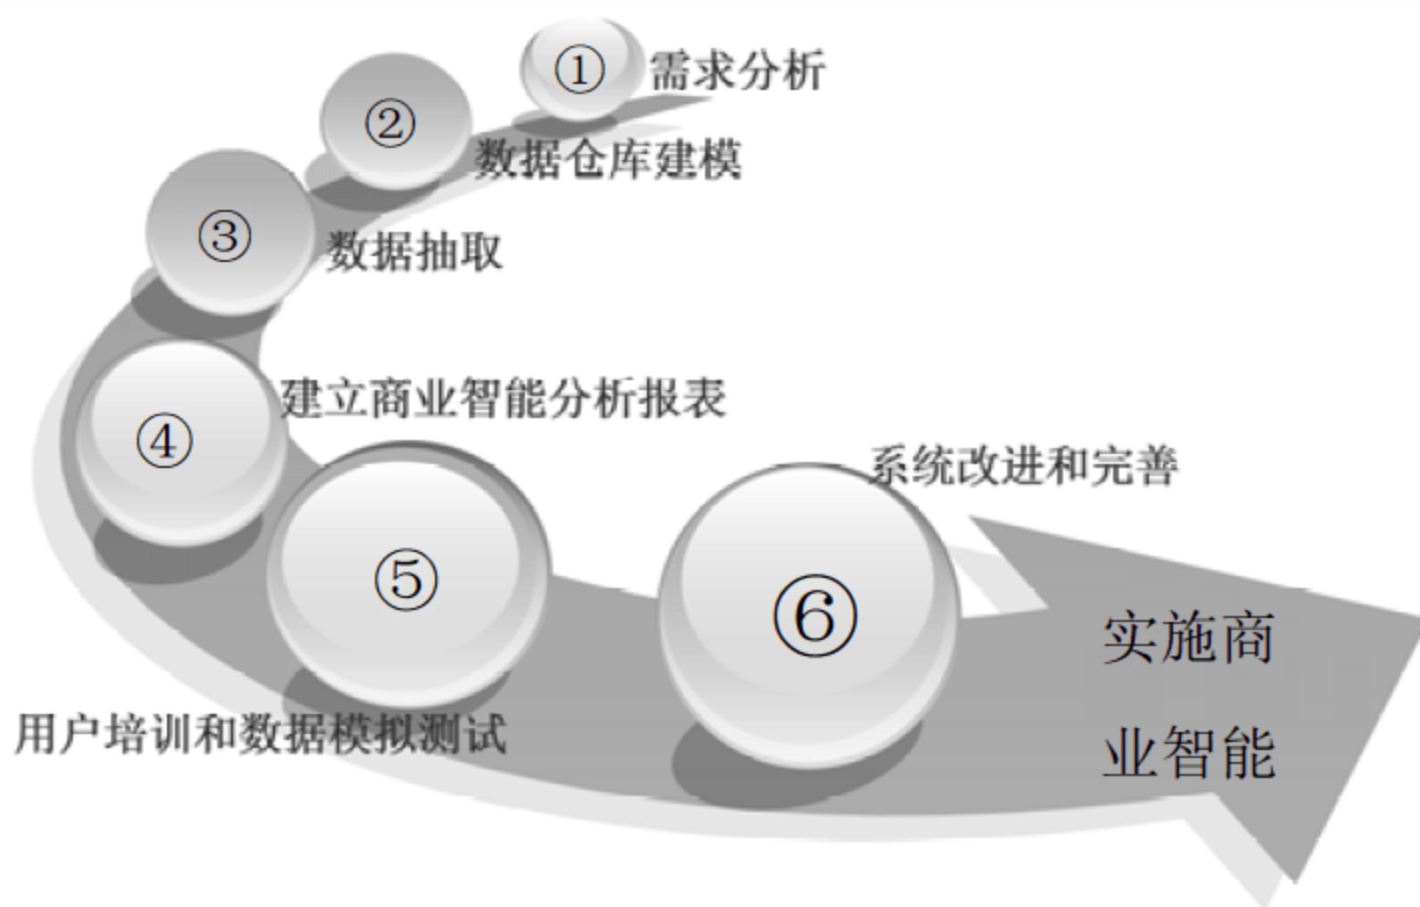 ① 需求分析
② 数据仓库建模
③ 数据抽取
④ 建立商业智能分析报表
⑤ 用户培训和数据模拟测试
⑥ 系统改进和完善
实施商
业智能